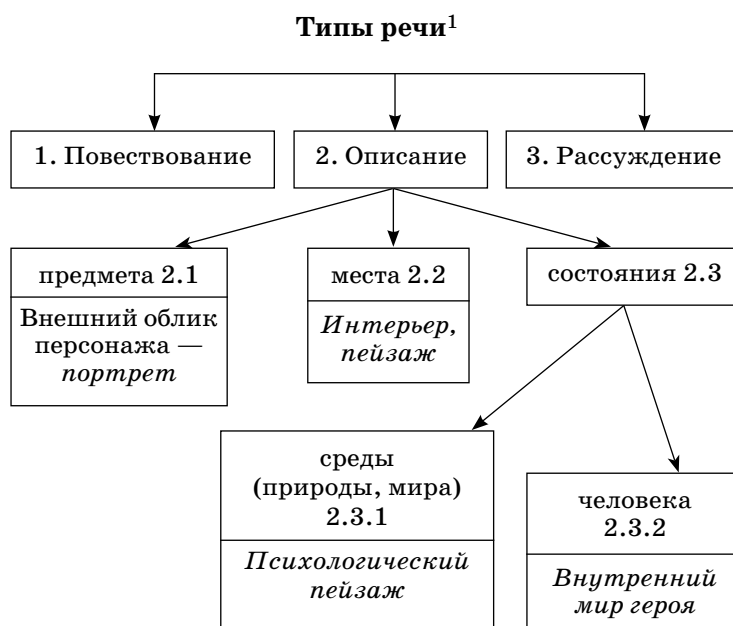 Типы речи¹
1. Повествование
2. Описание
3. Рассуждение
предмета 2.1
Внешний облик
персонажа —
портрет
места 2.2
Интерьер,
пейзаж
состояния 2.3
среды
(природы, мира)
2.3.1
Психологический
пейзаж
человека
2.3.2
Внутренний
мир героя